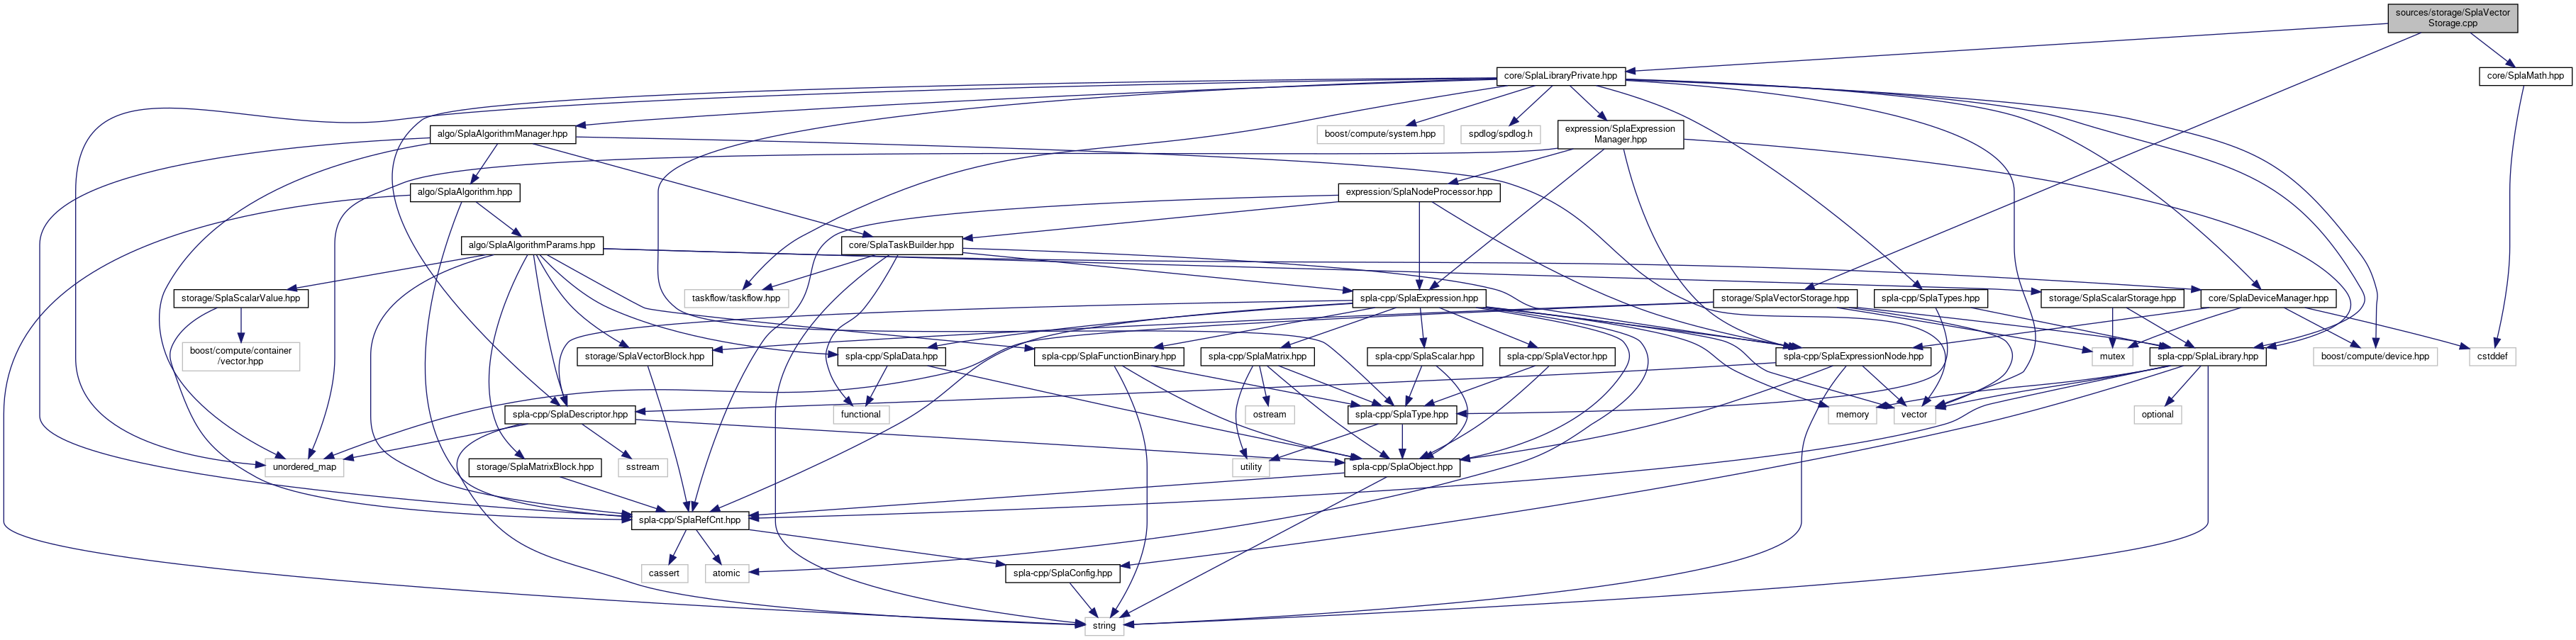 sources/storage/SplaVector
Storage.cpp
core/SplaLibraryPrivate.hpp
core/SplaMath.hpp
algo/SplaAlgorithmManager.hpp
boost/compute/system.hpp
spdlog/spdlog.h
expression/SplaExpression
Manager.hpp
algo/SplaAlgorithm.hpp
expression/SplaNodeProcessor.hpp
algo/SplaAlgorithmParams.hpp
core/SplaTaskBuilder.hpp
storage/SplaScalarValue.hpp
taskflow/taskflow.hpp
spla-cpp/SplaExpression.hpp
storage/SplaVectorStorage.hpp
spla-cpp/SplaTypes.hpp
storage/SplaScalarStorage.hpp
core/SplaDeviceManager.hpp
boost/compute/container
/vector.hpp
storage/SplaVectorBlock.hpp
spla-cpp/SplaData.hpp
spla-cpp/SplaFunctionBinary.hpp
spla-cpp/SplaMatrix.hpp
spla-cpp/SplaScalar.hpp
spla-cpp/SplaVector.hpp
spla-cpp/SplaExpressionNode.hpp
mutex
spla-cpp/SplaLibrary.hpp
boost/compute/device.hpp
cstddef
spla-cpp/SplaDescriptor.hpp
functional
ostream
spla-cpp/SplaType.hpp
memory
vector
optional
unordered_map
storage/SplaMatrixBlock.hpp
sstream
utility
spla-cpp/SplaObject.hpp
spla-cpp/SplaRefCnt.hpp
cassert
atomic
spla-cpp/SplaConfig.hpp
string